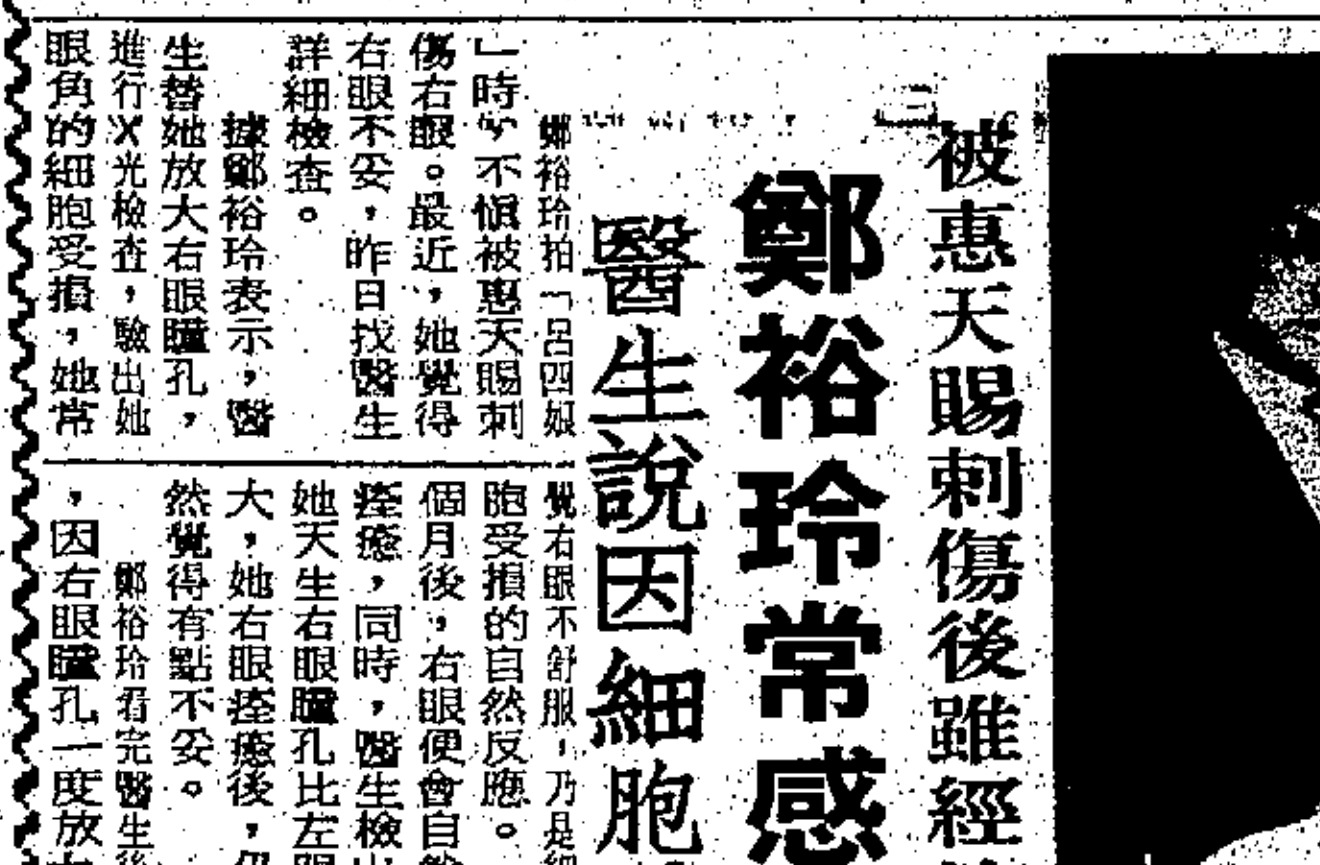 被惠天賜刺傷後雖經
鄭裕玲常感
醫生說因細胞
鄭裕玲拍「呂四娘
」時，不愼被惠天賜刺
傷右眼。最近，她覺得
右眼不妥，昨日找醫生
詳細檢查。
據鄭裕玲表示，醫
生替她放大右眼瞳孔，
進行X光檢查，驗出她
眼角的細胞受損，她常
覺右眼不舒服，乃是細
胞受損的自然反應。
個月後，右眼便會自
痊癒，同時，醫生檢
她天生右眼瞳孔比左眼
大，她右眼痊癒後，仍
然覺得有點不妥。
鄭裕玲看完醫生後
，因右眼瞳孔一度放